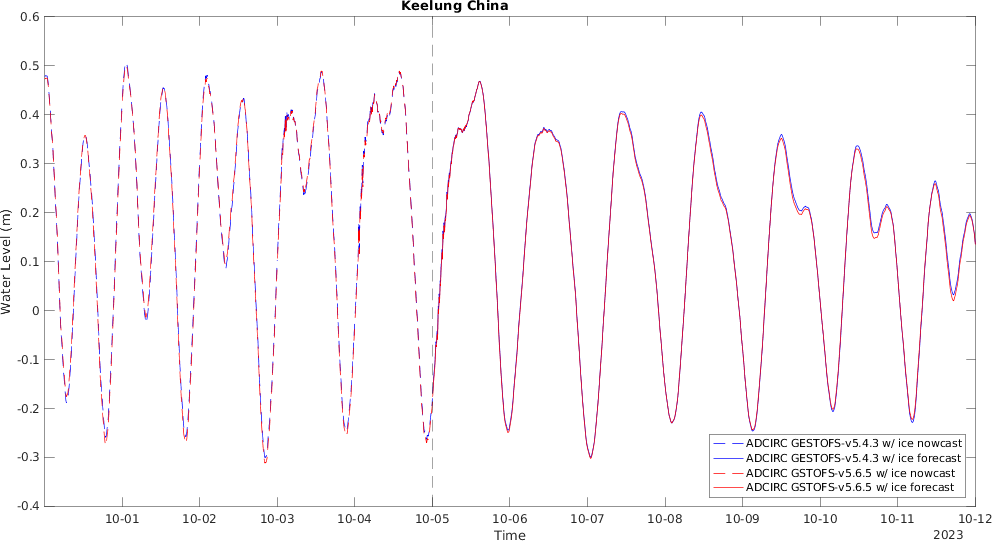 Keelung China
0.6
0.5
0.4
0.3
0.2
0.1
0
-0.1
-0.2
-0.3
-0.4
Water Level (m)
ADCIRC GESTOFS-v5.4.3 w/ ice nowcast
ADCIRC GESTOFS-v5.4.3 w/ ice forecast
ADCIRC GSTOFS-v5.6.5 w/ ice nowcast
ADCIRC GSTOFS-v5.6.5 w/ ice forecast
10-01 10-02 10-03 10-04 10-05 10-06 10-07 10-08 10-09 10-10 10-11 10-12
Time
2023